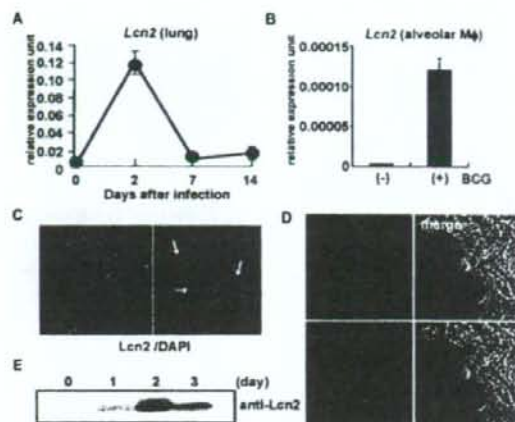 A
Lcn2 (lung)
relative expression unit
0.14
0.12
0.10
0.08
0.06
0.04
0.02
0
0
2
7
14
Days after infection
B
Lcn2 (alveolar Mϕ)
relative expression unit
0.00015
0.0001
0.00005
0
(-)
(+)
BCG
C
Lcn2 /DAPI
D
merge
E
0
1
2
3
(day)
anti-Lcn2